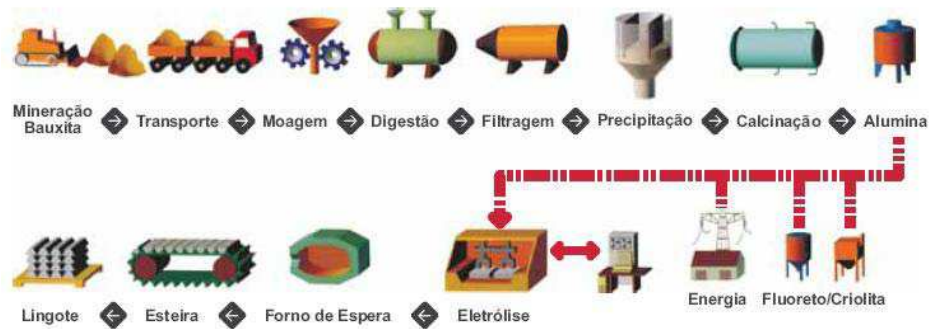 Mineração
Bauxita
Transporte
Moagem
Digestão
Filtragem
Precipitação
Calcinação
Alumina
Energia
Fluoreto/Criolita
Lingote
Esteira
Forno de Espera
Eletrólise